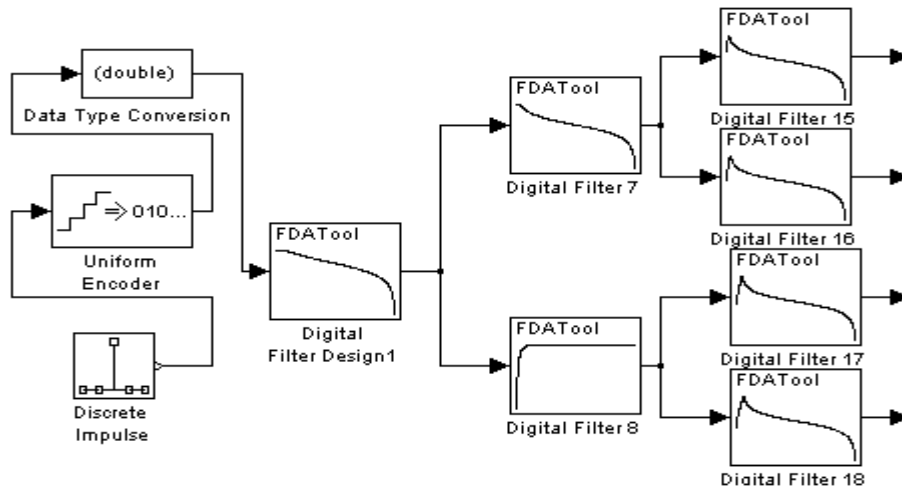 (double)
Data Type Conversion
010...
Uniform
Encoder
Discrete
Impulse
FDATool
Digital
Filter Design1
FDATool
Digital Filter 7
FDATool
Digital Filter 8
FDATool
Digital Filter 15
FDATool
Digital Filter 16
FDATool
Digital Filter 17
FDATool
Digital Filter 18